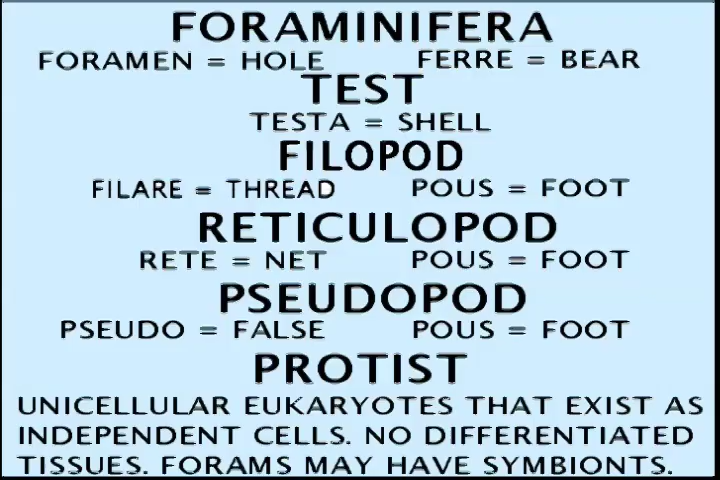 FORAMINIFERA
FORAMEN = HOLE FERRE = BEAR
TEST
TESTA = SHELL
FILOPOD
FILARE = THREAD POUS = FOOT
RETICULOPOD
RETE = NET POUS = FOOT
PSEUDOPOD
PSEUDO = FALSE POUS = FOOT
PROTIST
UNICELLULAR EUKARYOTES THAT EXIST AS
INDEPENDENT CELLS. NO DIFFERENTIATED
TISSUES. FORAMS MAY HAVE SYMBIONTS.